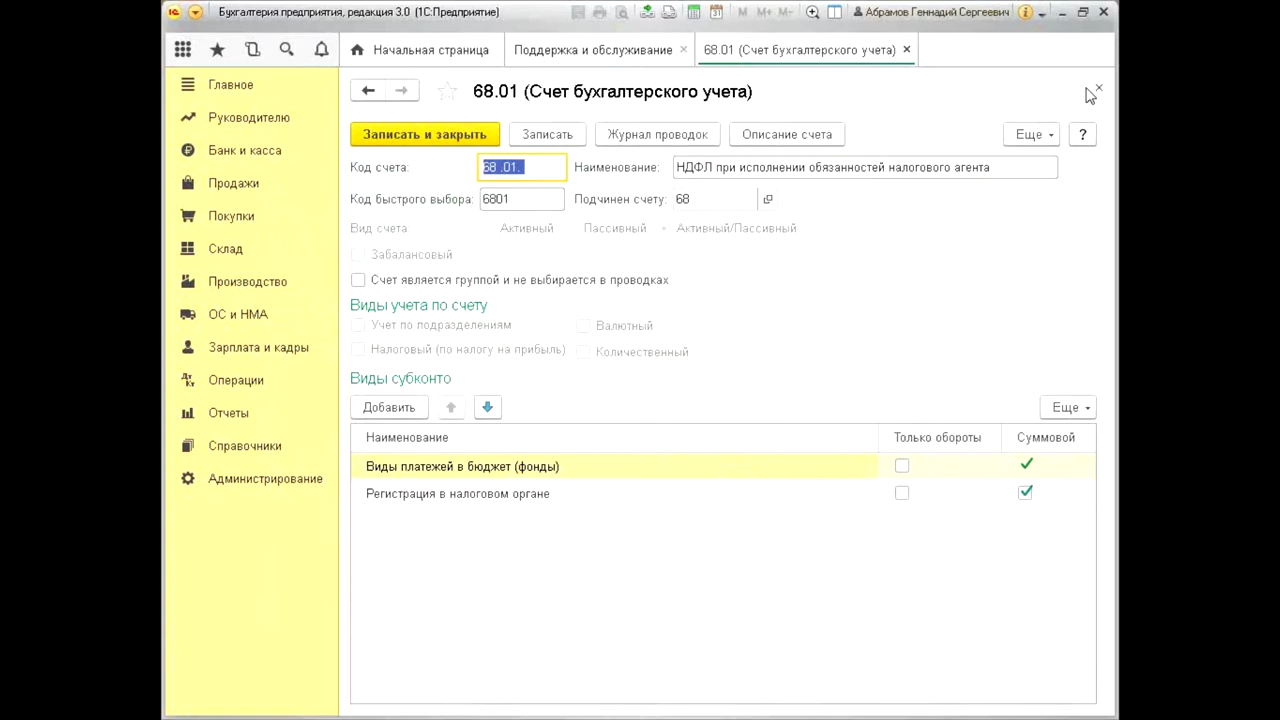 Бухгалтерия предприятия, редакция 3.0 (1С:Предприятие) M M+ M- Абрамов Геннадий Сергеевич
Начальная страница Поддержка и обслуживание × 68.01 (Счет бухгалтерского учета) ×
Главное
Руководителю
Банк и касса
Продажи
Покупки
Склад
Производство
ОС и НМА
Зарплата и кадры
Операции
Отчеты
Справочники
Администрирование
68.01 (Счет бухгалтерского учета)
Записать и закрыть Записать Журнал проводок Описание счета Еще ?
Код счета: 68 .01. Наименование: НДФЛ при исполнении обязанностей налогового агента
Код быстрого выбора: 6801 Подчинен счету: 68
Вид счета: Активный Пассивный Активный/Пассивный
Забалансовый
Счет является группой и не выбирается в проводках
Виды учета по счету
Учет по подразделениям Валютный
Налоговый (по налогу на прибыль) Количественный
Виды субконто
Добавить Еще
Наименование Только обороты Суммовой
Виды платежей в бюджет (фонды)
Регистрация в налоговом органе